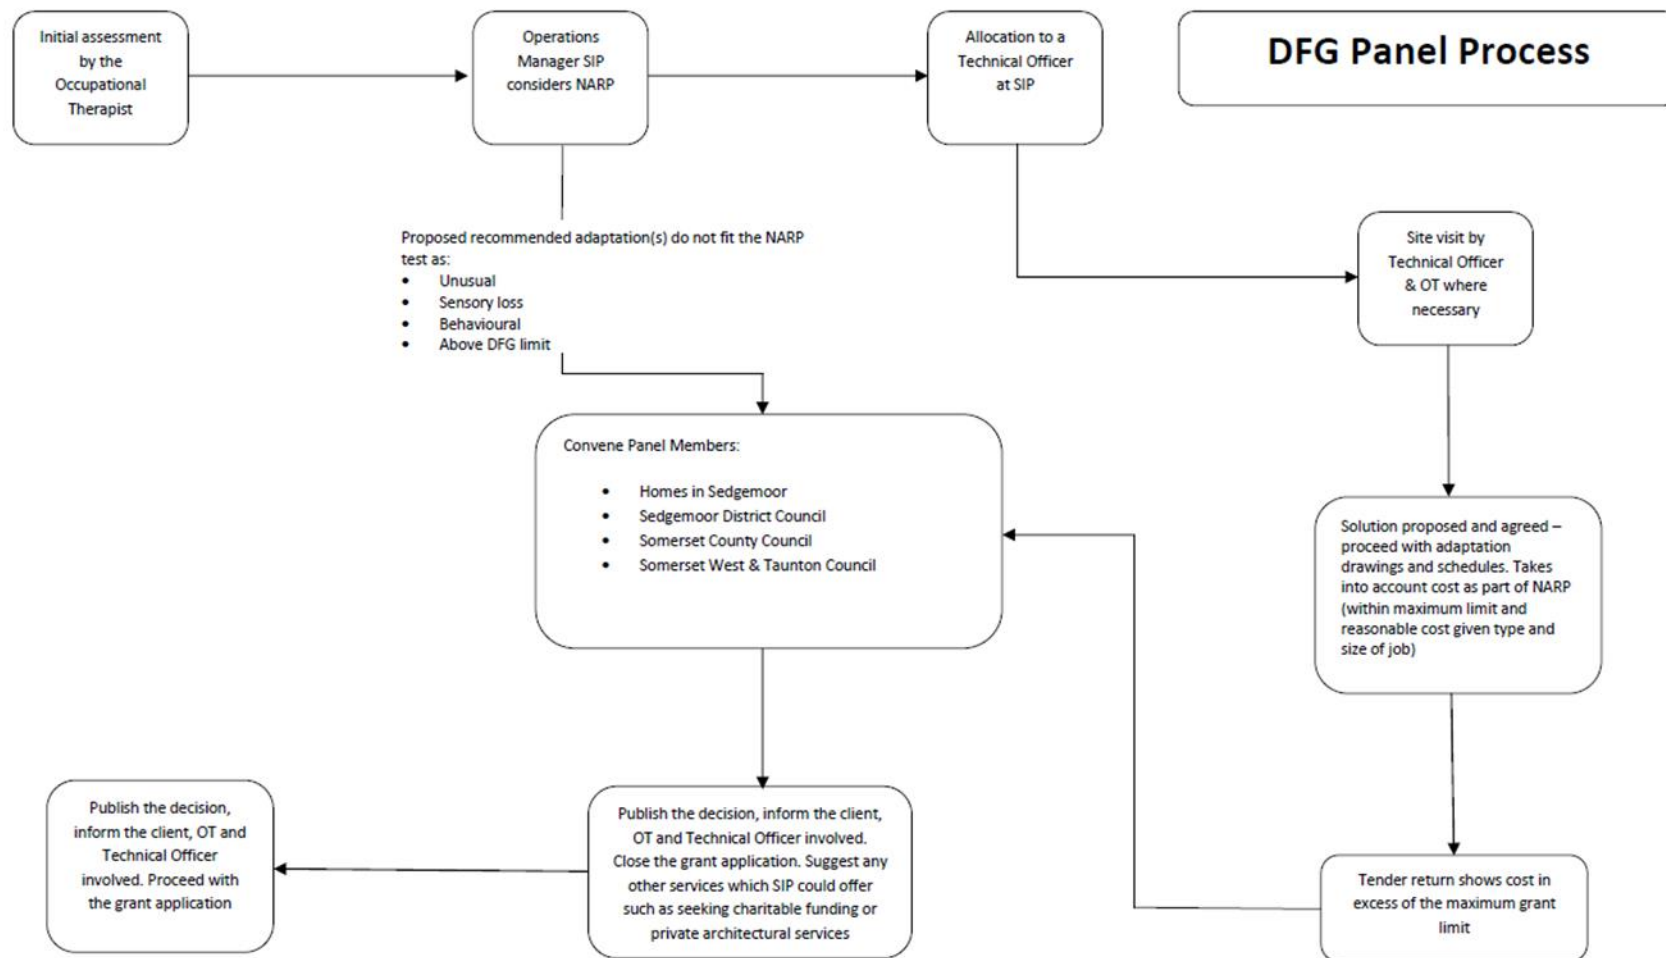 Initial assessment
by the
Occupational
Therapist
Operations
Manager SIP
considers NARP
Allocation to a
Technical Officer
at SIP
DFG Panel Process
Proposed recommended adaptation(s) do not fit the NARP
test as:
• Unusual
• Sensory loss
• Behavioural
• Above DFG limit
Site visit by
Technical Officer
& OT where
necessary
Convene Panel Members:
• Homes in Sedgemoor
• Sedgemoor District Council
• Somerset County Council
• Somerset West & Taunton Council
Solution proposed and agreed –
proceed with adaptation
drawings and schedules. Takes
into account cost as part of NARP
(within maximum limit and
reasonable cost given type and
size of job)
Publish the decision,
inform the client, OT and
Technical Officer
involved. Proceed with
the grant application
Publish the decision, inform the client,
OT and Technical Officer involved.
Close the grant application. Suggest any
other services which SIP could offer
such as seeking charitable funding or
private architectural services
Tender return shows cost in
excess of the maximum grant
limit